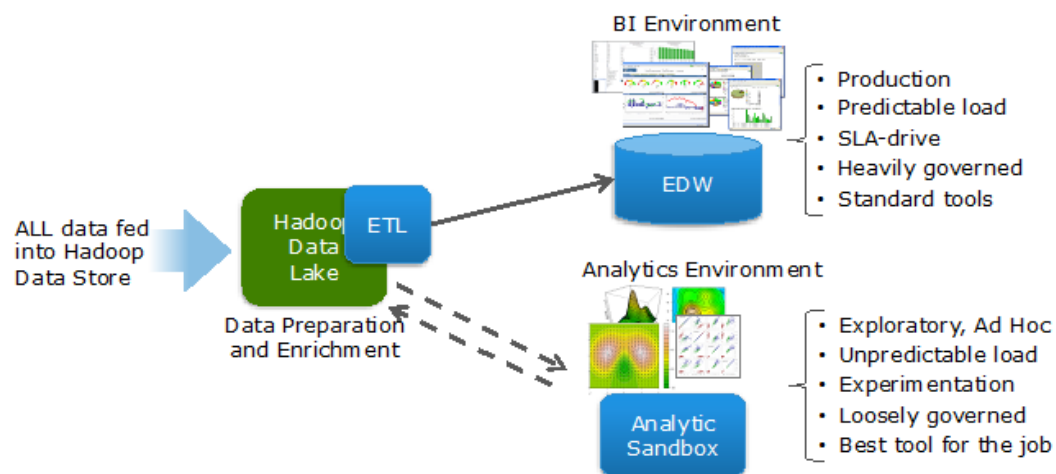 BI Environment
• Production
• Predictable load
• SLA-drive
• Heavily governed
• Standard tools
EDW
ALL data fed
into Hadoop
Data Store
Hadoop
Data
Lake
ETL
Data Preparation
and Enrichment
Analytics Environment
• Exploratory, Ad Hoc
• Unpredictable load
• Experimentation
• Loosely governed
• Best tool for the job
Analytic
Sandbox